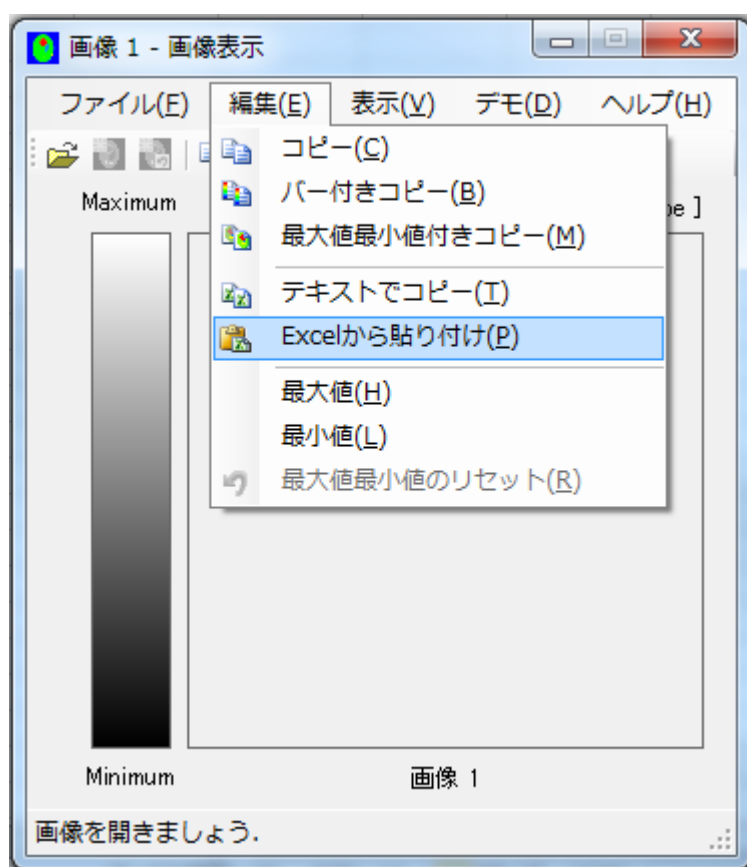 画像 1 - 画像表示
ファイル(F) 編集(E) 表示(V) デモ(D) ヘルプ(H)
コピー(C)
バー付きコピー(B)
Maximum
pe ]
最大値最小値付きコピー(M)
テキストでコピー(T)
Excelから貼り付け(P)
最大値(H)
最小値(L)
最大値最小値のリセット(R)
Minimum
画像 1
画像を開きましょう.